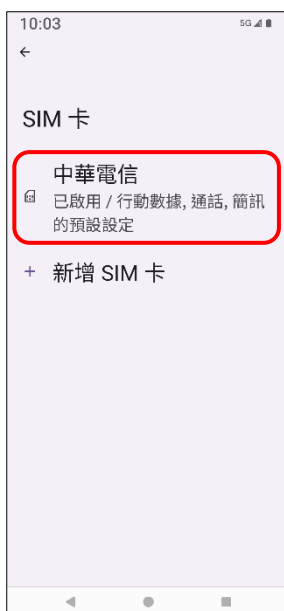 10:03 5G
SIM 卡
中華電信
已啟用 / 行動數據, 通話, 簡訊
的預設設定
+ 新增 SIM 卡